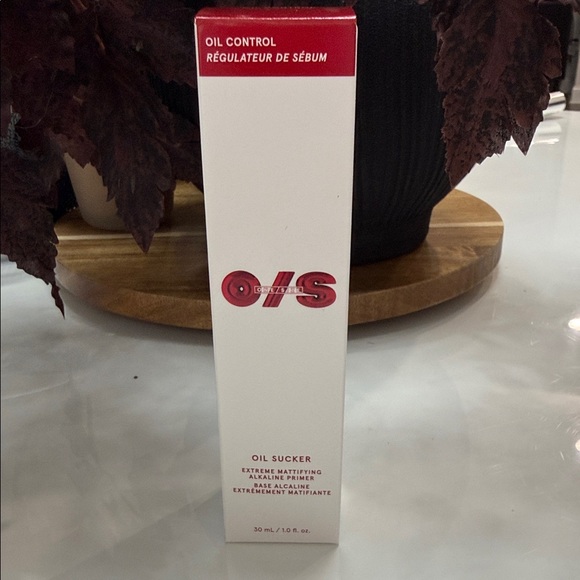 OIL CONTROL
RÉGULATEUR DE SÉBUM
O/S
OIL SUCKER
EXTREME MATTIFYING
ALKALINE PRIMER
BASE ALCALINE
EXTRÊMEMENT MATIFIANTE
30 mL / 1.0 fl. oz.